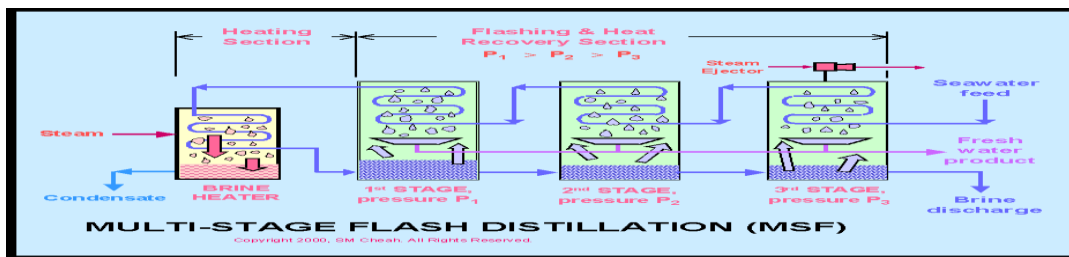 Heating
Section
Flashing & Heat
Recovery Section
P1 > P2 > P3
Steam
Ejector
Seawater
feed
Steam
Fresh
water
product
Condensate
BRINE
HEATER
1st STAGE,
pressure P1
2nd STAGE,
pressure P2
3rd STAGE,
pressure P3
Brine
discharge
MULTI-STAGE FLASH DISTILLATION (MSF)
Copyright 2000, SM Cheah. All Rights Reserved.